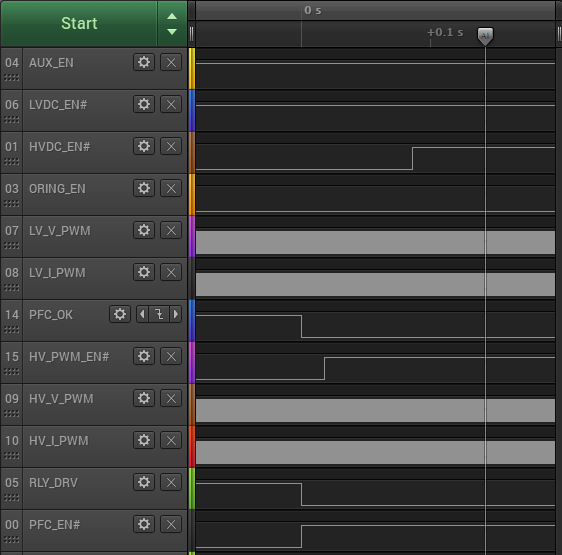 Start
0 s
+0.1 s
A1
04 AUX_EN
06 LVDC_EN#
01 HVDC_EN#
03 ORING_EN
07 LV_V_PWM
08 LV_I_PWM
14 PFC_OK
15 HV_PWM_EN#
09 HV_V_PWM
10 HV_I_PWM
05 RLY_DRV
00 PFC_EN#